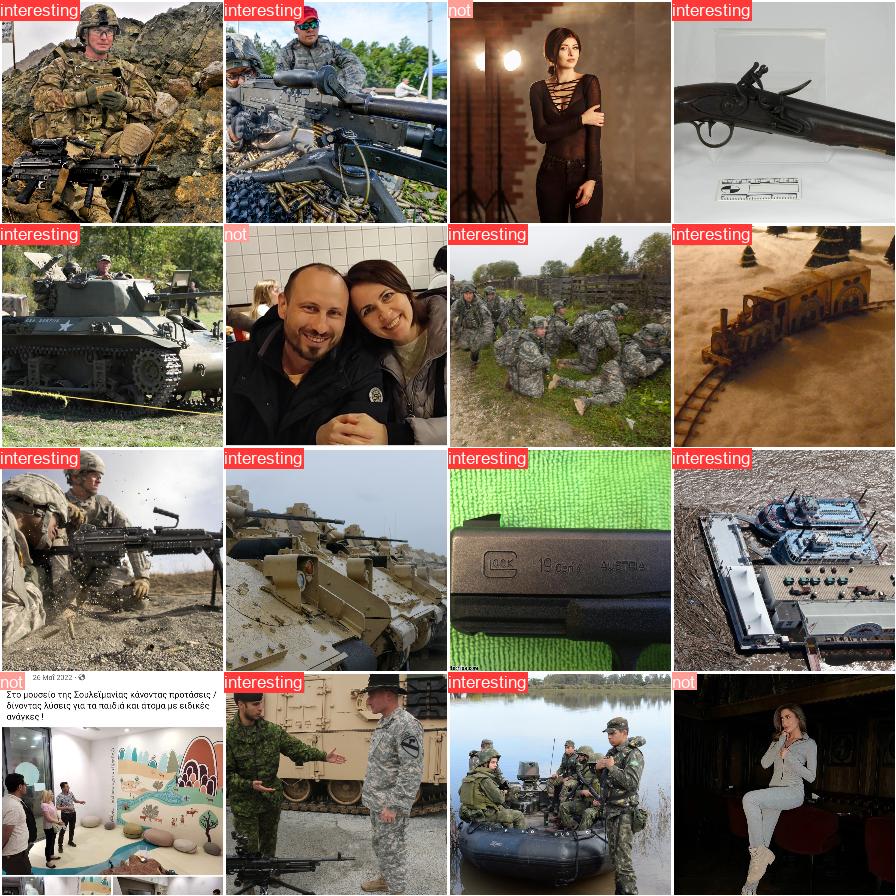 interesting
interesting
not
interesting
interesting
not
interesting
interesting
interesting
interesting
interesting
GLOCK
19 Gen4 AUSTRIA
interesting
not
26 Μαΐ 2022 ·
Στο μουσείο της Σουλεϊμανίας κάνοντας προτάσεις /
δίνοντας λύσεις για τα παιδιά και άτομα με ειδικές
ανάγκες !
interesting
interesting
not